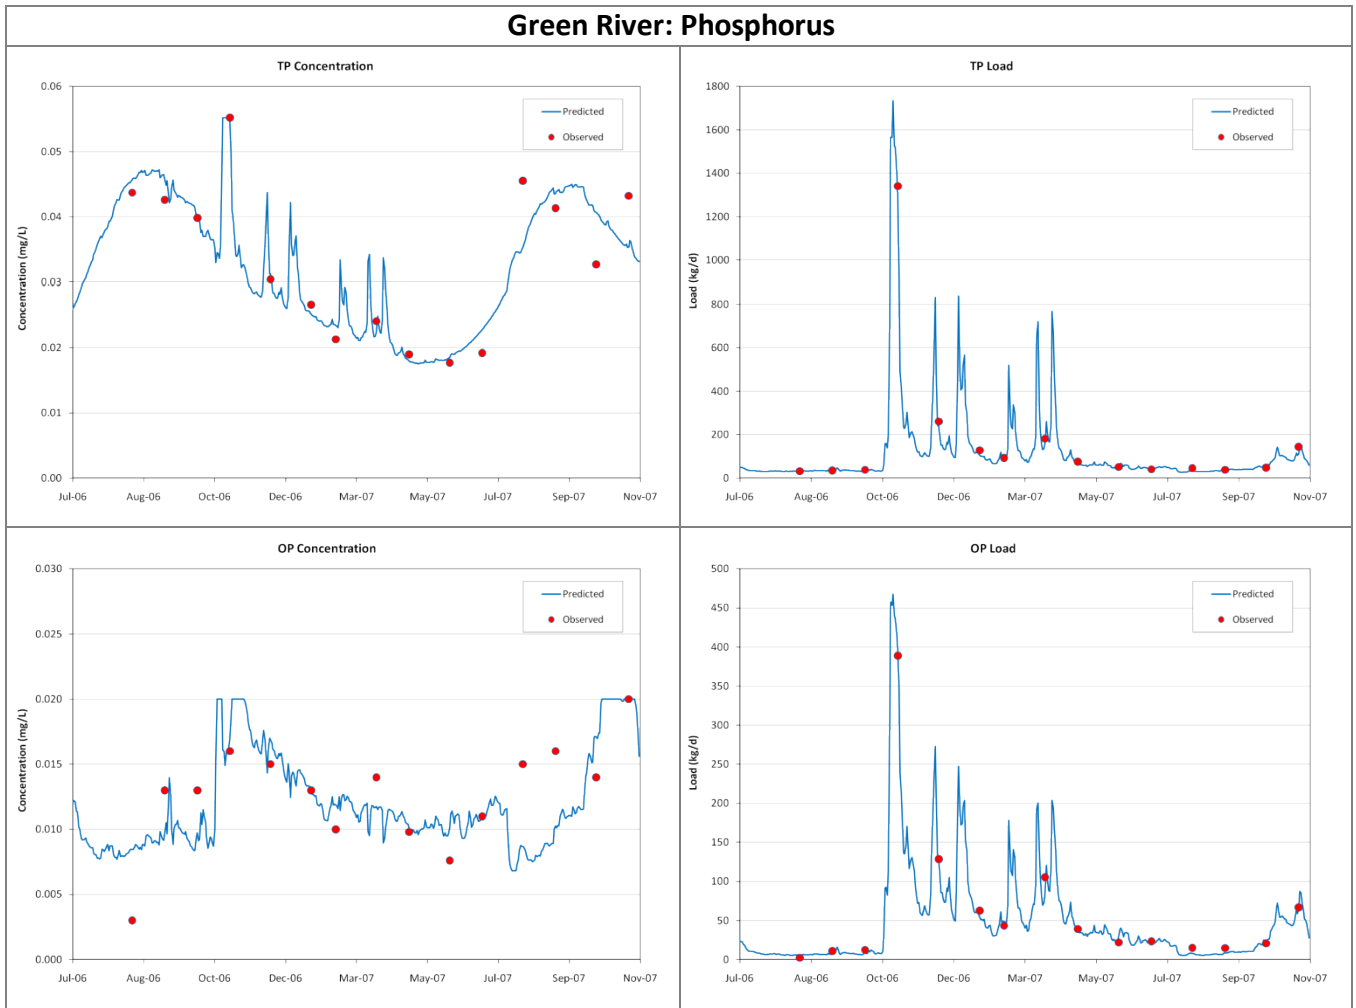 Green River: Phosphorus
TP Concentration
Concentration (mg/L)
0.06
0.05
0.04
0.03
0.02
0.01
0.00
Jul-06 Aug-06 Oct-06 Dec-06 Jan-07 Mar-07 May-07 Jul-07 Sep-07 Nov-07
Predicted
Observed
TP Load
Load (kg/d)
1800
1600
1400
1200
1000
800
600
400
200
0
Jul-06 Aug-06 Oct-06 Dec-06 Mar-07 May-07 Jul-07 Sep-07 Nov-07
Predicted
Observed
OP Concentration
Concentration (mg/L)
0.030
0.025
0.020
0.015
0.010
0.005
0.000
Jul-06 Aug-06 Oct-06 Dec-06 Mar-07 May-07 Jul-07 Sep-07 Nov-07
Predicted
Observed
OP Load
Load (kg/d)
500
450
400
350
300
250
200
150
100
50
0
Jul-06 Aug-06 Oct-06 Dec-06 Mar-07 May-07 Jul-07 Sep-07 Nov-07
Predicted
Observed